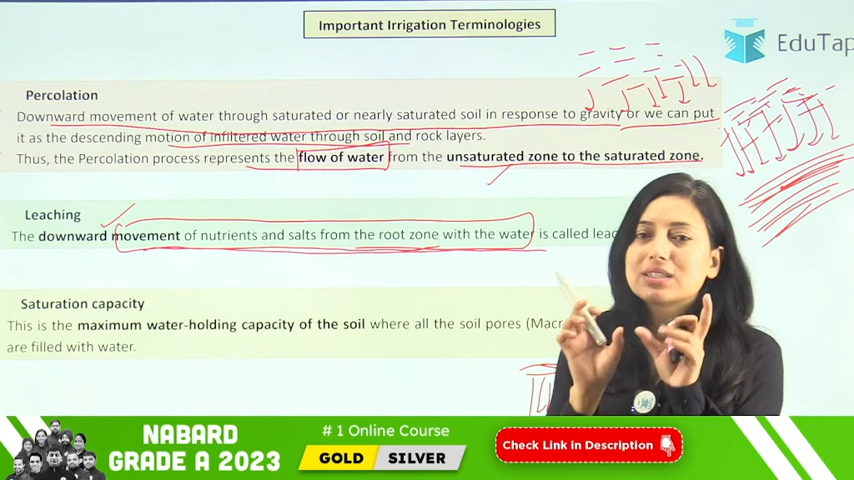 Important Irrigation Terminologies
EduTap
Percolation
Downward movement of water through saturated or nearly saturated soil in response to gravity or we can put
it as the descending motion of infiltered water through soil and rock layers.
Thus, the Percolation process represents the flow of water from the unsaturated zone to the saturated zone.
Leaching
The downward movement of nutrients and salts from the root zone with the water is called
Saturation capacity
This is the maximum water-holding capacity of the soil where all the soil pores
are filled with water.
NABARD
GRADE A 2023
# 1 Online Course
GOLD SILVER
Check Link in Description